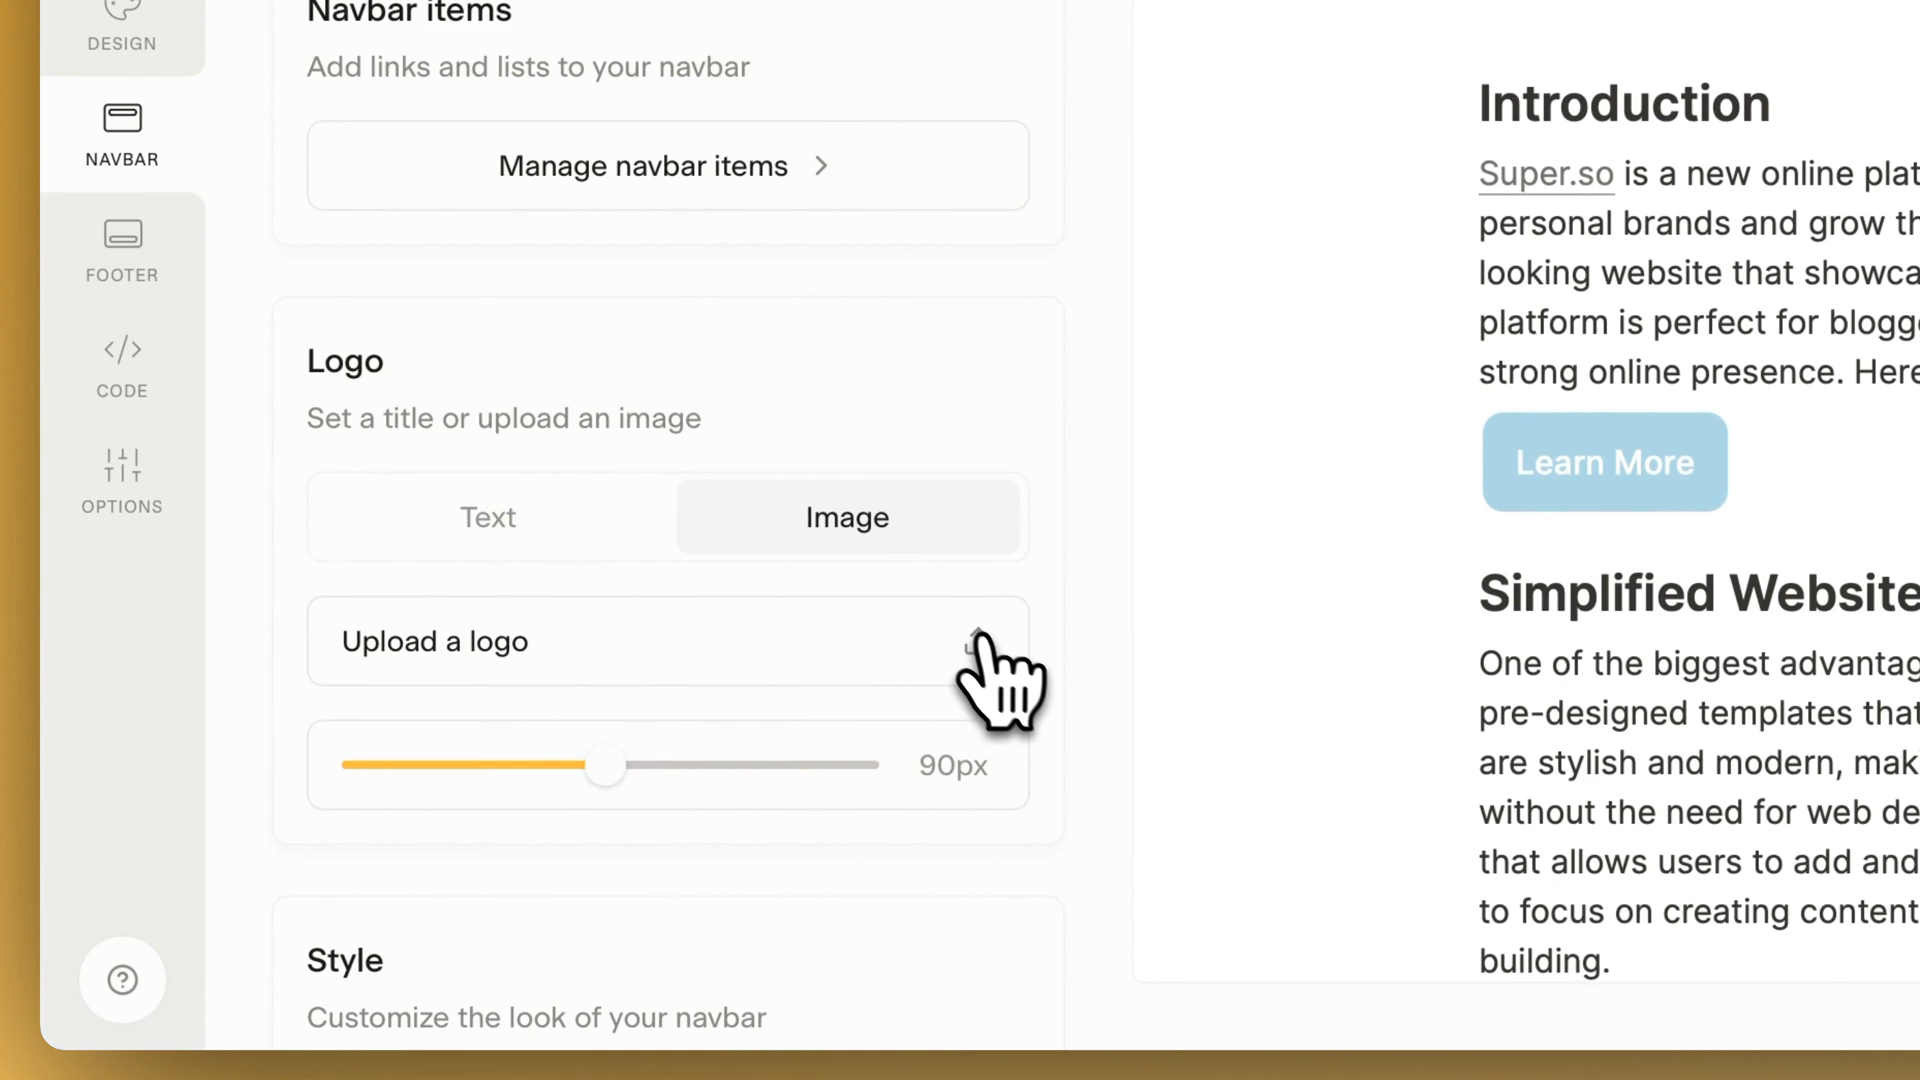 DESIGN
NAVBAR
FOOTER
CODE
OPTIONS
Navbar items
Add links and lists to your navbar
Manage navbar items
Logo
Set a title or upload an image
Text
Image
Upload a logo
90px
Style
Customize the look of your navbar
Introduction
Super.so is a new online plat
personal brands and grow th
looking website that showca
platform is perfect for blogg
strong online presence. Here
Learn More
Simplified Website
One of the biggest advantag
pre-designed templates that
are stylish and modern, mak
without the need for web de
that allows users to add and
to focus on creating content
building.